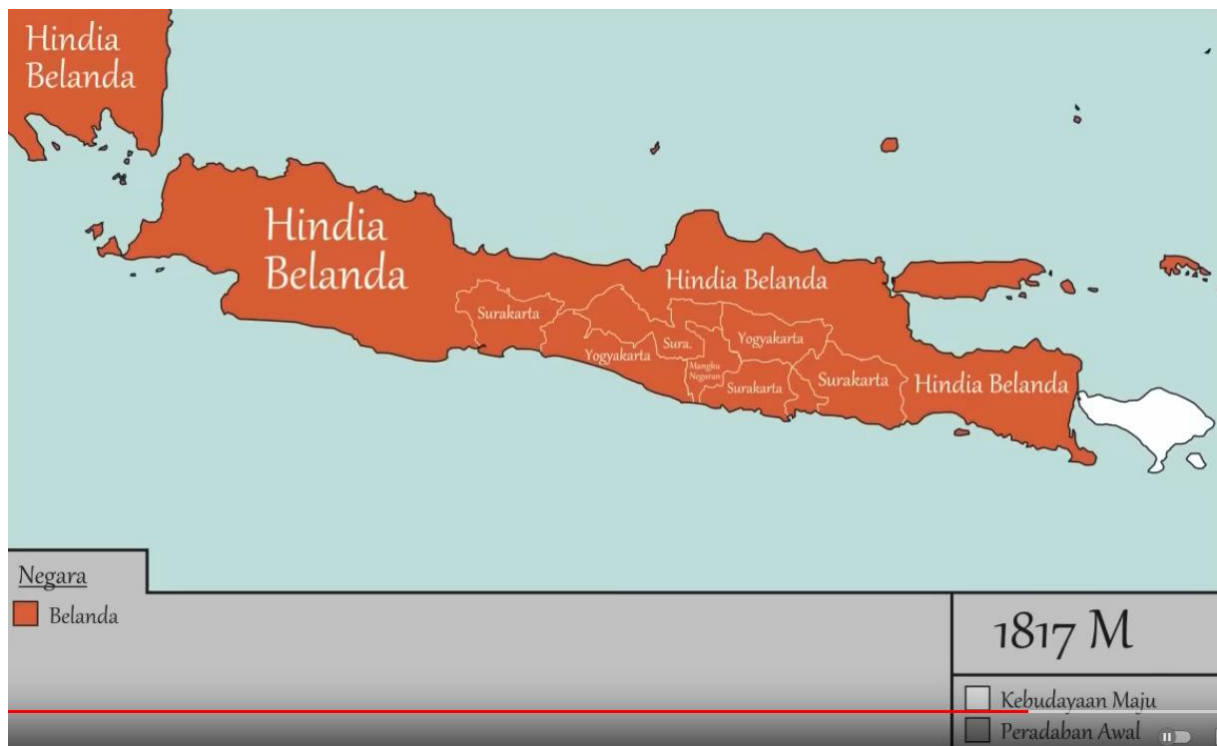 Hindia
Belanda
Hindia
Belanda
Hindia Belanda
Surakarta
Yogyakarta
Sura.
Yogyakarta
Mangku
Negaran
Surakarta
Surakarta
Hindia Belanda
Negara
Belanda
1817 M
Kebudayaan Maju
Peradaban Awal